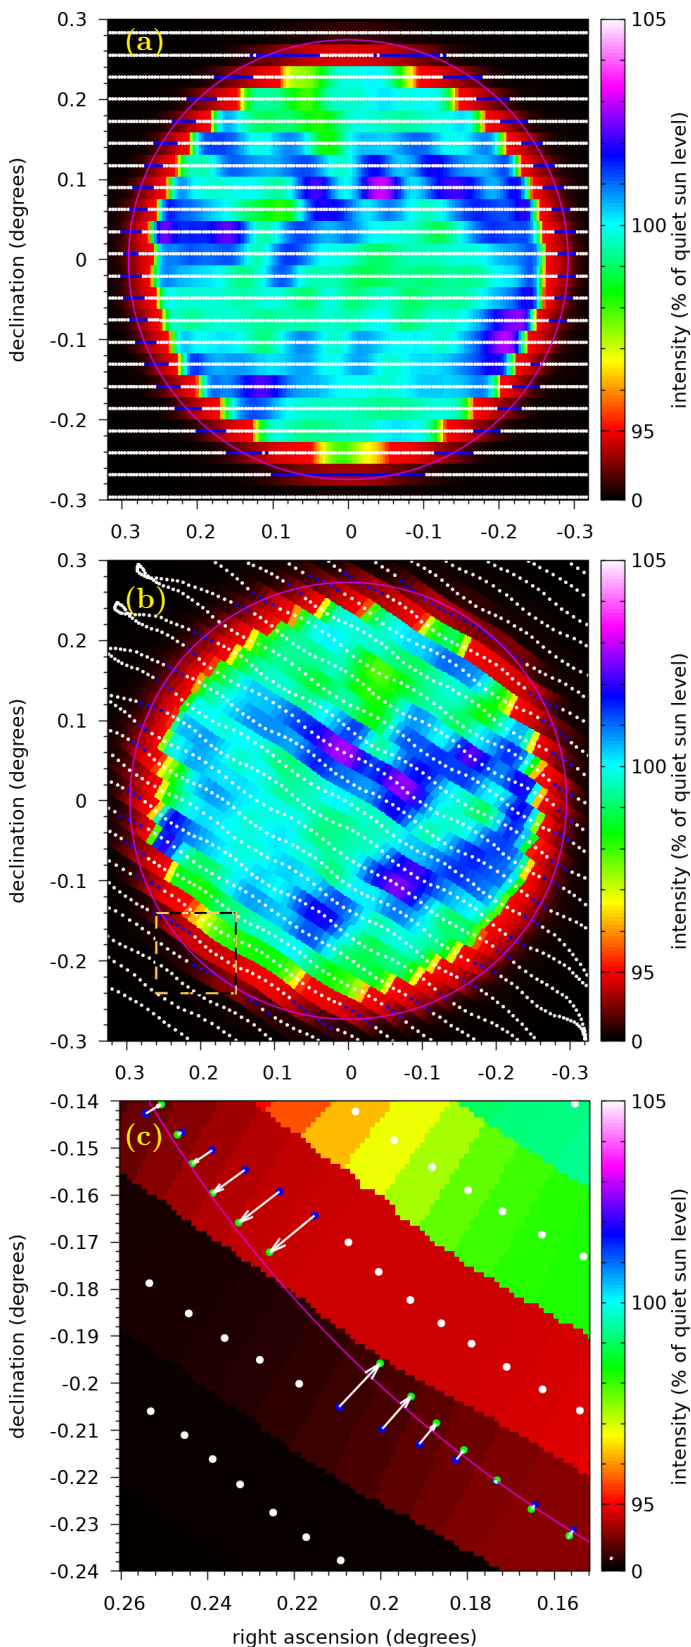 (a)
0.3
0.2
0.1
0
-0.1
-0.2
-0.3
declination (degrees)
0.3 0.2 0.1 0 -0.1 -0.2 -0.3
105
100
95
0
intensity (% of quiet sun level)
(b)
0.3
0.2
0.1
0
-0.1
-0.2
-0.3
declination (degrees)
0.3 0.2 0.1 0 -0.1 -0.2 -0.3
105
100
95
0
intensity (% of quiet sun level)
(c)
-0.14
-0.15
-0.16
-0.17
-0.18
-0.19
-0.2
-0.21
-0.22
-0.23
-0.24
declination (degrees)
0.26 0.24 0.22 0.2 0.18 0.16
right ascension (degrees)
105
100
95
0
intensity (% of quiet sun level)